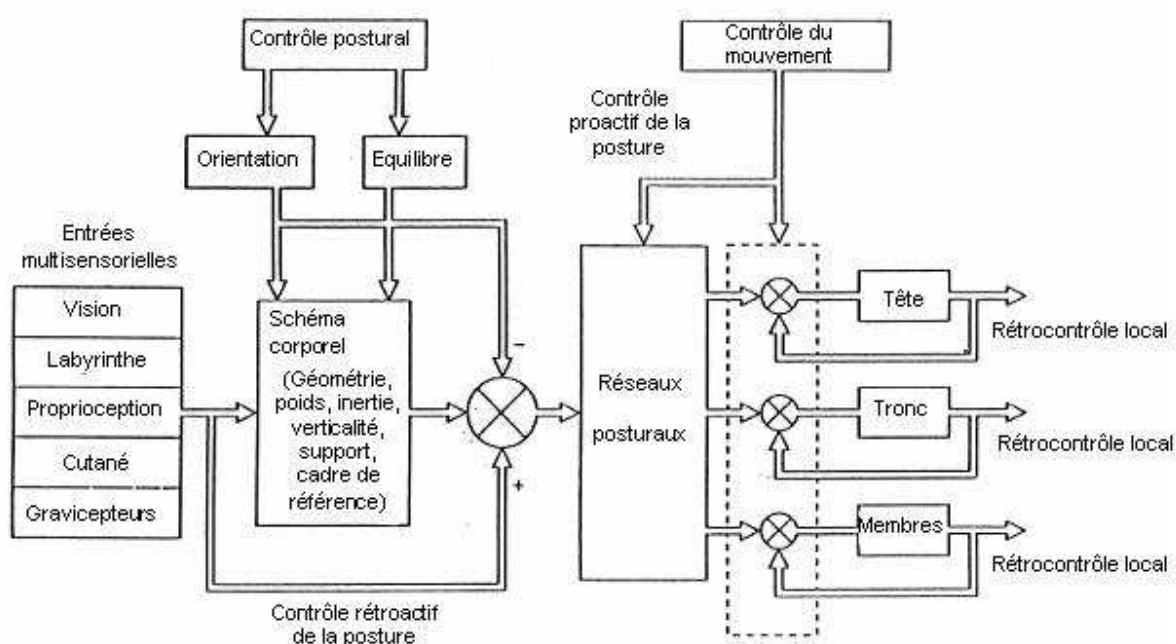 Contrôle postural
Contrôle du
mouvement
Contrôle
proactif de la
posture
Orientation
Equilibre
Entrées
multisensorielles
Vision
Labyrinthe
Proprioception
Cutané
Gravicepteurs
Schéma
corporel
(Géométrie,
poids, inertie,
verticalité,
support,
cadre de
référence)
−
+
Réseaux
posturaux
Tête
Rétrocontrôle local
Tronc
Rétrocontrôle local
Membres
Rétrocontrôle local
Contrôle rétroactif
de la posture